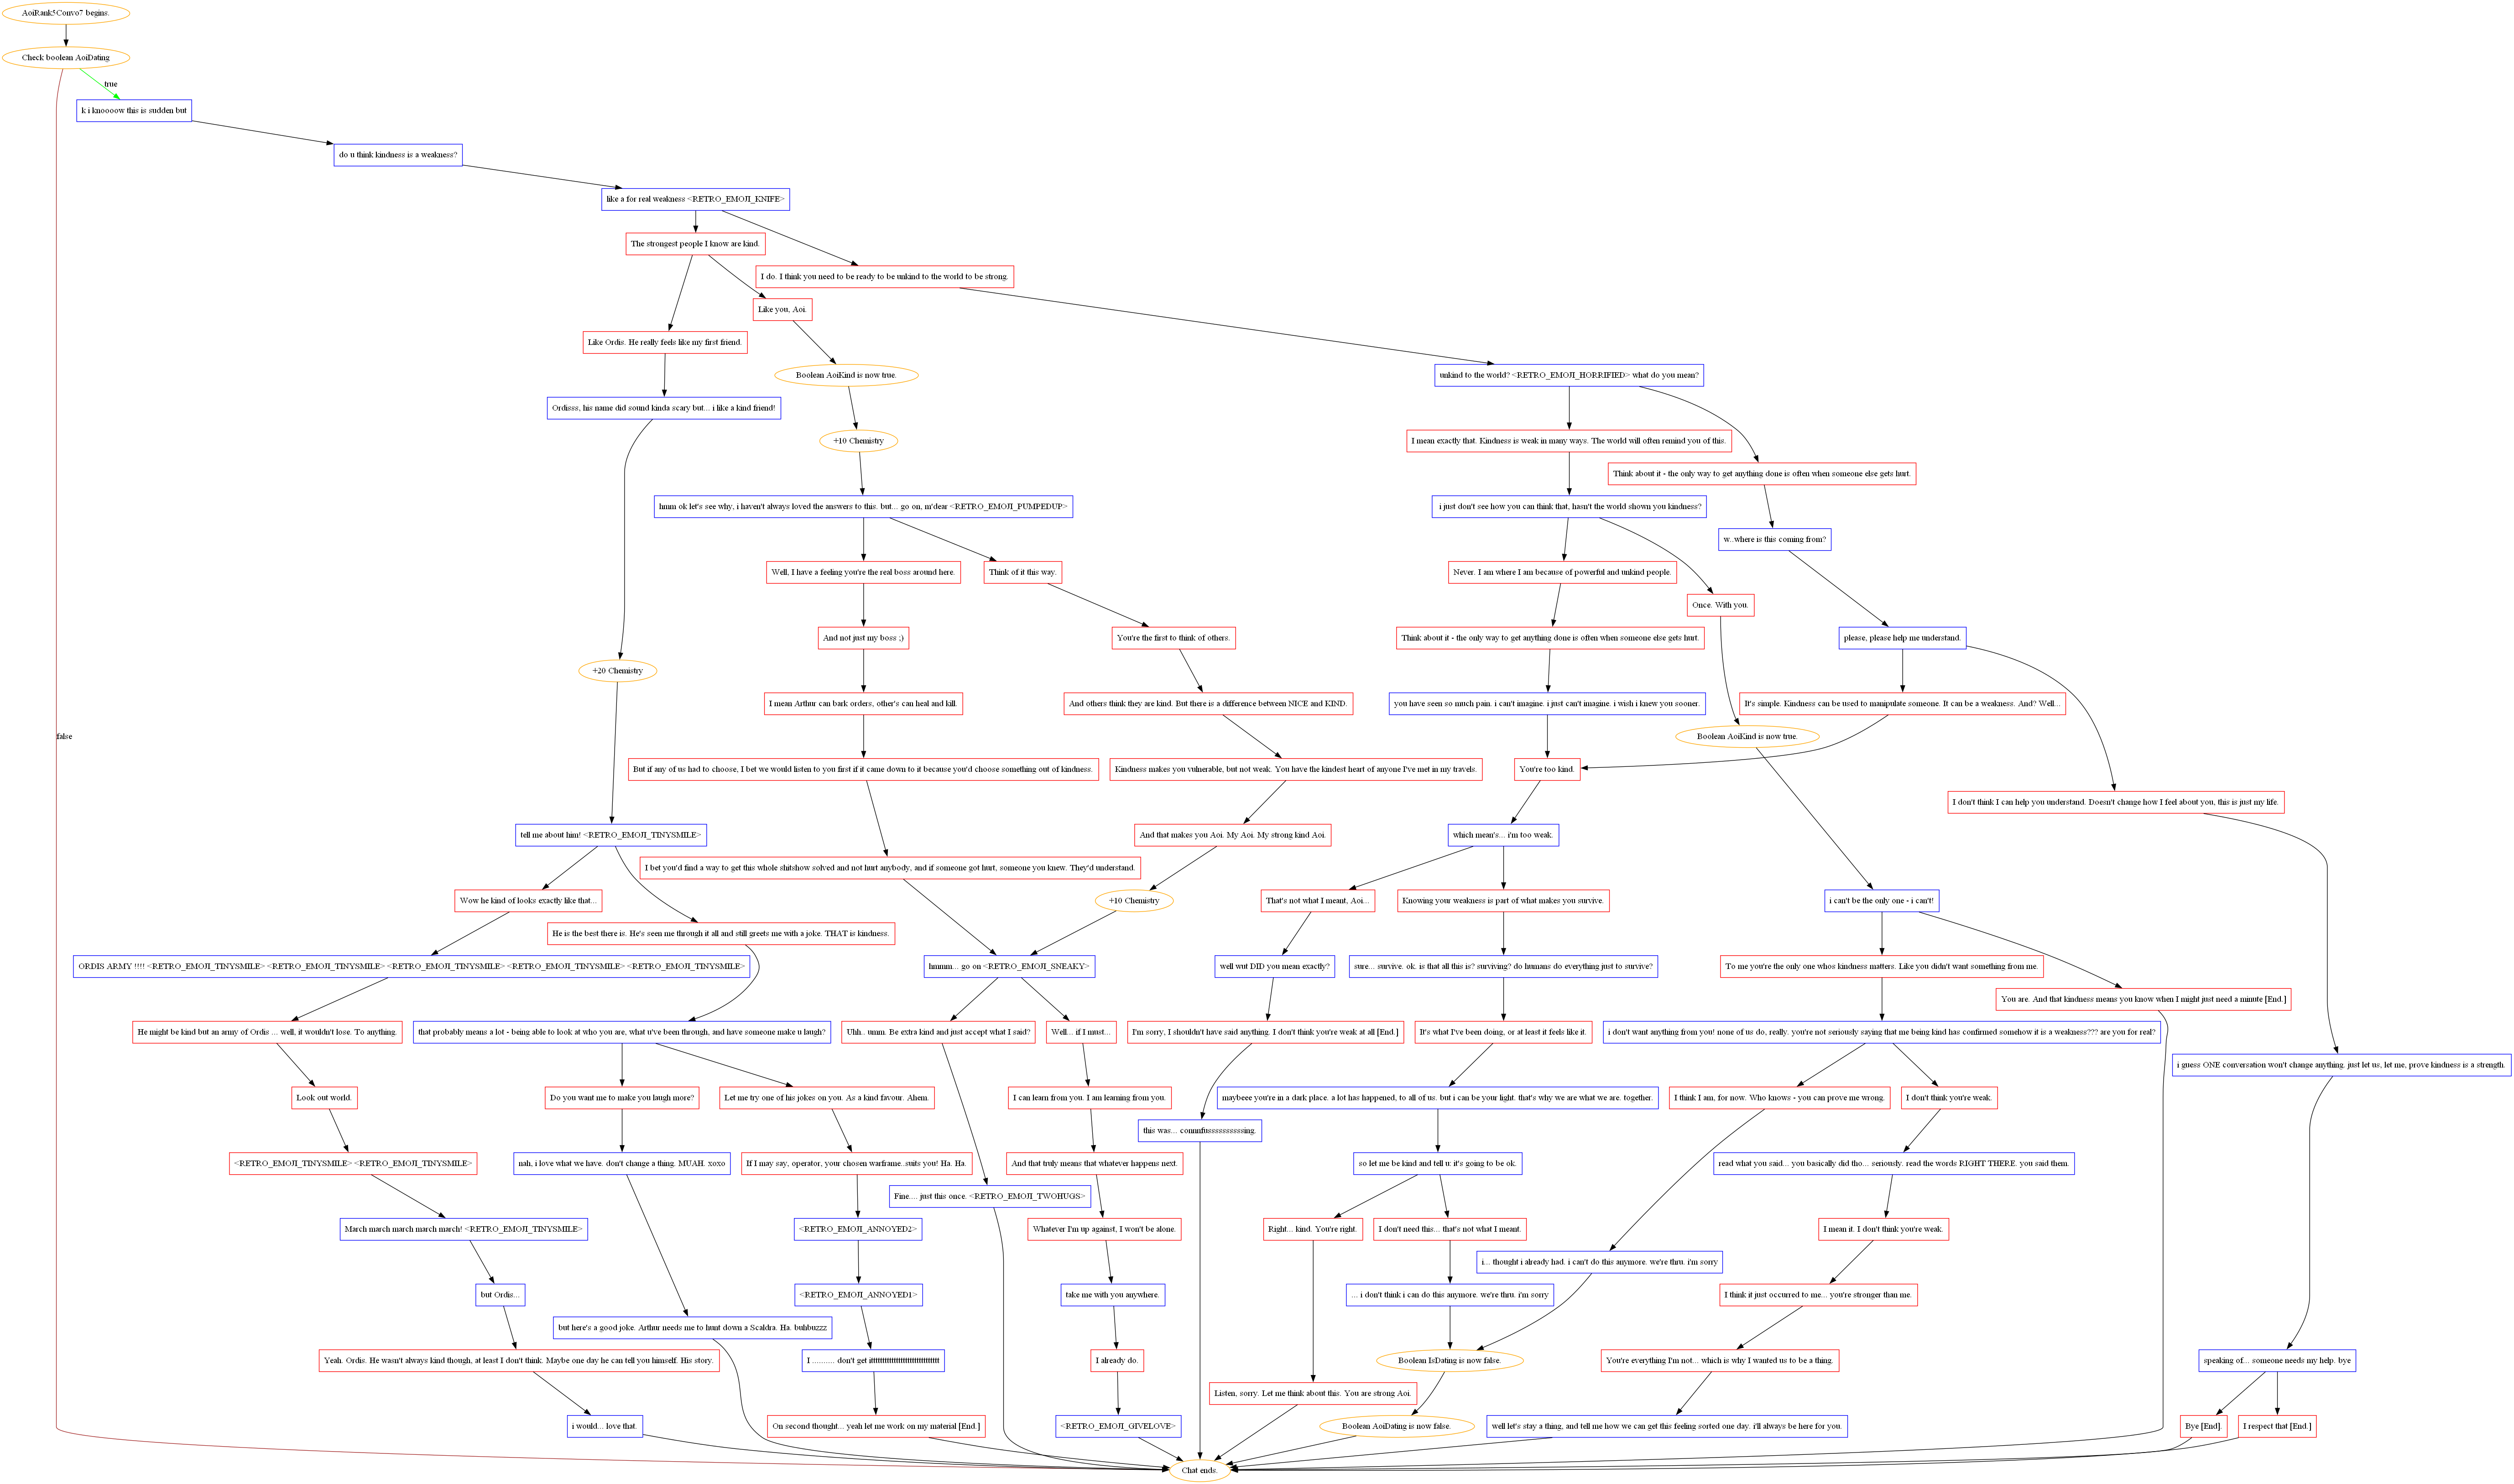 AoiRank5Convo7 begins.
Check boolean AoiDating
true
k i knoooow this is sudden but
do u think kindness is a weakness?
like a for real weakness <RETRO_EMOJI_KNIFE>
The strongest people I know are kind.
I do. I think you need to be ready to be unkind to the world to be strong.
Like you, Aoi.
Like Ordis. He really feels like my first friend.
Boolean AoiKind is now true.
unkind to the world? <RETRO_EMOJI_HORRIFIED> what do you mean?
Ordisss, his name did sound kinda scary but... i like a kind friend!
+10 Chemistry
I mean exactly that. Kindness is weak in many ways. The world will often remind you of this.
Think about it - the only way to get anything done is often when someone else gets hurt.
hmm ok let's see why, i haven't always loved the answers to this. but... go on, m'dear <RETRO_EMOJI_PUMPEDUP>
i just don't see how you can think that, hasn't the world shown you kindness?
w..where is this coming from?
Well, I have a feeling you're the real boss around here.
Think of it this way.
Never. I am where I am because of powerful and unkind people.
Once. With you.
And not just my boss ;)
You're the first to think of others.
Think about it - the only way to get anything done is often when someone else gets hurt.
please, please help me understand.
+20 Chemistry
I mean Arthur can bark orders, other's can heal and kill.
And others think they are kind. But there is a difference between NICE and KIND.
you have seen so much pain. i can't imagine. i just can't imagine. i wish i knew you sooner.
It's simple. Kindness can be used to manipulate someone. It can be a weakness. And? Well...
false
Boolean AoiKind is now true.
But if any of us had to choose, I bet we would listen to you first if it came down to it because you'd choose something out of kindness.
Kindness makes you vulnerable, but not weak. You have the kindest heart of anyone I've met in my travels.
You're too kind.
I don't think I can help you understand. Doesn't change how I feel about you, this is just my life.
tell me about him! <RETRO_EMOJI_TINYSMILE>
And that makes you Aoi. My Aoi. My strong kind Aoi.
which mean's... i'm too weak.
I bet you'd find a way to get this whole shitshow solved and not hurt anybody, and if someone got hurt, someone you knew. They'd understand.
Wow he kind of looks exactly like that...
+10 Chemistry
That's not what I meant, Aoi...
Knowing your weakness is part of what makes you survive.
i can't be the only one - i can't!
He is the best there is. He's seen me through it all and still greets me with a joke. THAT is kindness.
ORDIS ARMY !!!! <RETRO_EMOJI_TINYSMILE> <RETRO_EMOJI_TINYSMILE> <RETRO_EMOJI_TINYSMILE> <RETRO_EMOJI_TINYSMILE> <RETRO_EMOJI_TINYSMILE>
hmmm... go on <RETRO_EMOJI_SNEAKY>
well wut DID you mean exactly?
sure... survive. ok. is that all this is? surviving? do humans do everything just to survive?
To me you're the only one whos kindness matters. Like you didn't want something from me.
You are. And that kindness means you know when I might just need a minute [End.]
He might be kind but an army of Ordis ... well, it wouldn't lose. To anything.
that probably means a lot - being able to look at who you are, what u've been through, and have someone make u laugh?
Uhh.. umm. Be extra kind and just accept what I said?
Well... if I must...
I'm sorry, I shouldn't have said anything. I don't think you're weak at all [End.]
It's what I've been doing, or at least it feels like it.
i don't want anything from you! none of us do, really. you're not seriously saying that me being kind has confirmed somehow it is a weakness??? are you for real?
i guess ONE conversation won't change anything. just let us, let me, prove kindness is a strength.
Look out world.
Do you want me to make you laugh more?
Let me try one of his jokes on you. As a kind favour. Ahem.
I can learn from you. I am learning from you.
maybeee you're in a dark place. a lot has happened, to all of us. but i can be your light. that's why we are what we are. together.
I think I am, for now. Who knows - you can prove me wrong.
I don't think you're weak.
this was... connnfusssssssssing.
<RETRO_EMOJI_TINYSMILE> <RETRO_EMOJI_TINYSMILE>
nah, i love what we have. don't change a thing. MUAH. xoxo
If I may say, operator, your chosen warframe..suits you! Ha. Ha.
And that truly means that whatever happens next.
so let me be kind and tell u: it's going to be ok.
read what you said... you basically did tho... seriously. read the words RIGHT THERE. you said them.
Fine.... just this once. <RETRO_EMOJI_TWOHUGS>
March march march march march! <RETRO_EMOJI_TINYSMILE>
<RETRO_EMOJI_ANNOYED2>
Whatever I'm up against, I won't be alone.
Right... kind. You're right.
I don't need this... that's not what I meant.
I mean it. I don't think you're weak.
i... thought i already had. i can't do this anymore. we're thru. i'm sorry
but Ordis...
<RETRO_EMOJI_ANNOYED1>
take me with you anywhere.
... i don't think i can do this anymore. we're thru. i'm sorry
I think it just occurred to me... you're stronger than me.
but here's a good joke. Arthur needs me to hunt down a Scaldra. Ha. buhbuzzz
Yeah. Ordis. He wasn't always kind though, at least I don't think. Maybe one day he can tell you himself. His story.
I already do.
Boolean IsDating is now false.
You're everything I'm not... which is why I wanted us to be a thing.
speaking of... someone needs my help. bye
Listen, sorry. Let me think about this. You are strong Aoi.
i would... love that.
On second thought... yeah let me work on my material [End.]
<RETRO_EMOJI_GIVELOVE>
Boolean AoiDating is now false.
well let's stay a thing, and tell me how we can get this feeling sorted one day. i'll always be here for you.
Bye [End].
I respect that [End.]
Chat ends.